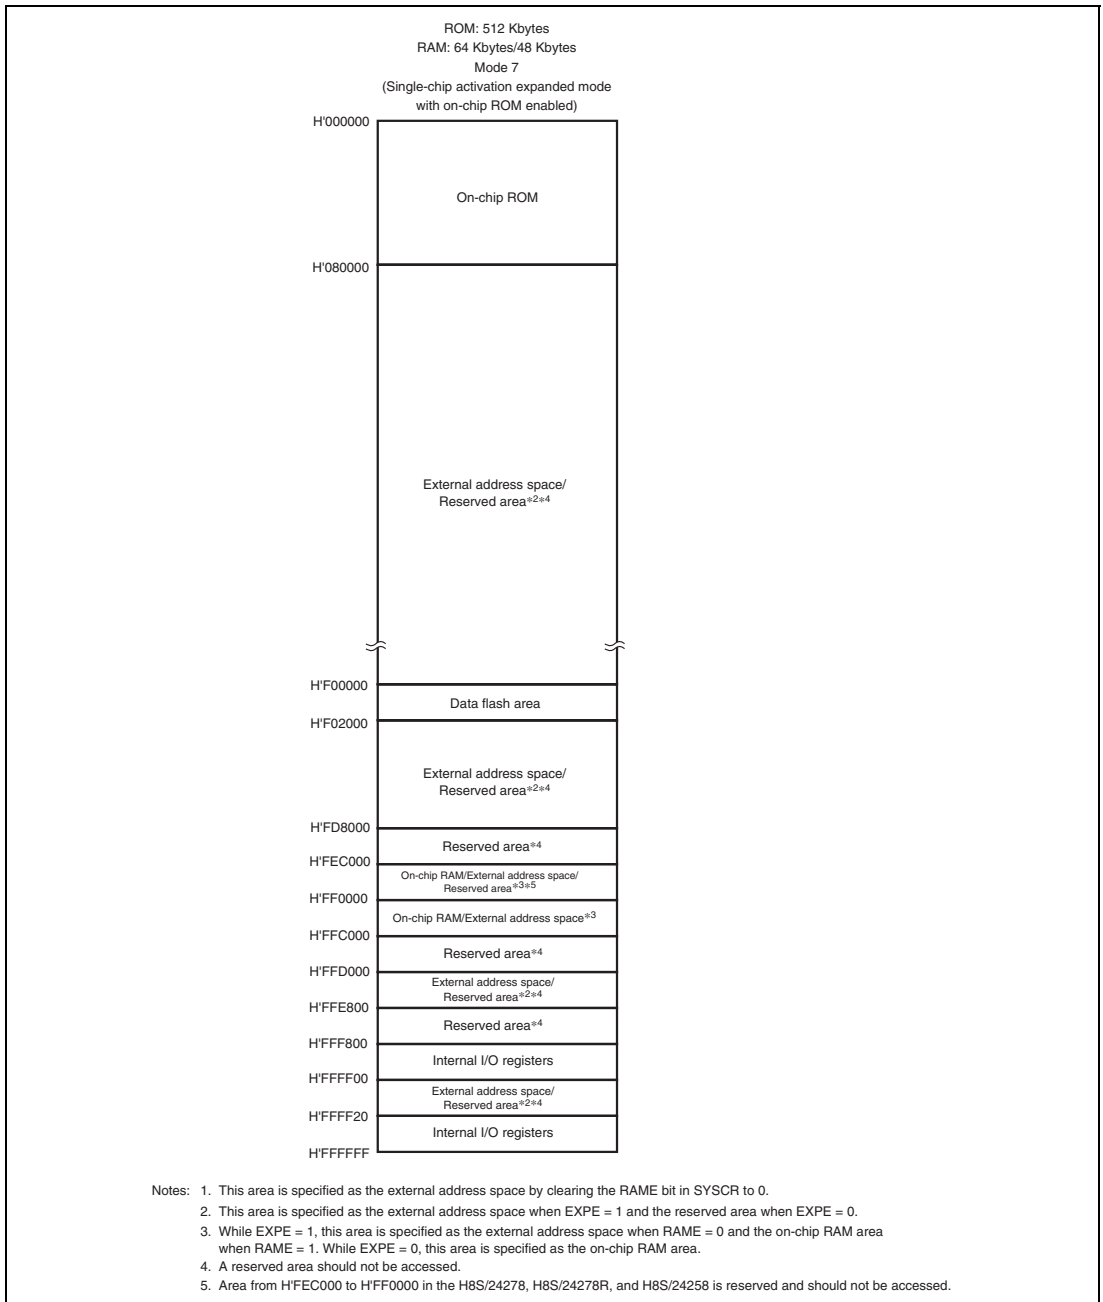 ROM: 512 Kbytes
RAM: 64 Kbytes/48 Kbytes
Mode 7
(Single-chip activation expanded mode
with on-chip ROM enabled)
H'000000
On-chip ROM
H'080000
External address space/
Reserved area*2*4
H'F00000
Data flash area
H'F02000
External address space/
Reserved area*2*4
H'FD8000
Reserved area*4
H'FEC000
On-chip RAM/External address space/
Reserved area*3*5
H'FF0000
On-chip RAM/External address space*3
H'FFC000
Reserved area*4
H'FFD000
External address space/
Reserved area*2*4
H'FFE800
Reserved area*4
H'FFF800
Internal I/O registers
H'FFFF00
External address space/
Reserved area*2*4
H'FFFF20
Internal I/O registers
H'FFFFFF
Notes: 1. This area is specified as the external address space by clearing the RAME bit in SYSCR to 0.
2. This area is specified as the external address space when EXPE = 1 and the reserved area when EXPE = 0.
3. While EXPE = 1, this area is specified as the external address space when RAME = 0 and the on-chip RAM area
when RAME = 1. While EXPE = 0, this area is specified as the on-chip RAM area.
4. A reserved area should not be accessed.
5. Area from H'FEC000 to H'FF0000 in the H8S/24278, H8S/24278R, and H8S/24258 is reserved and should not be accessed.